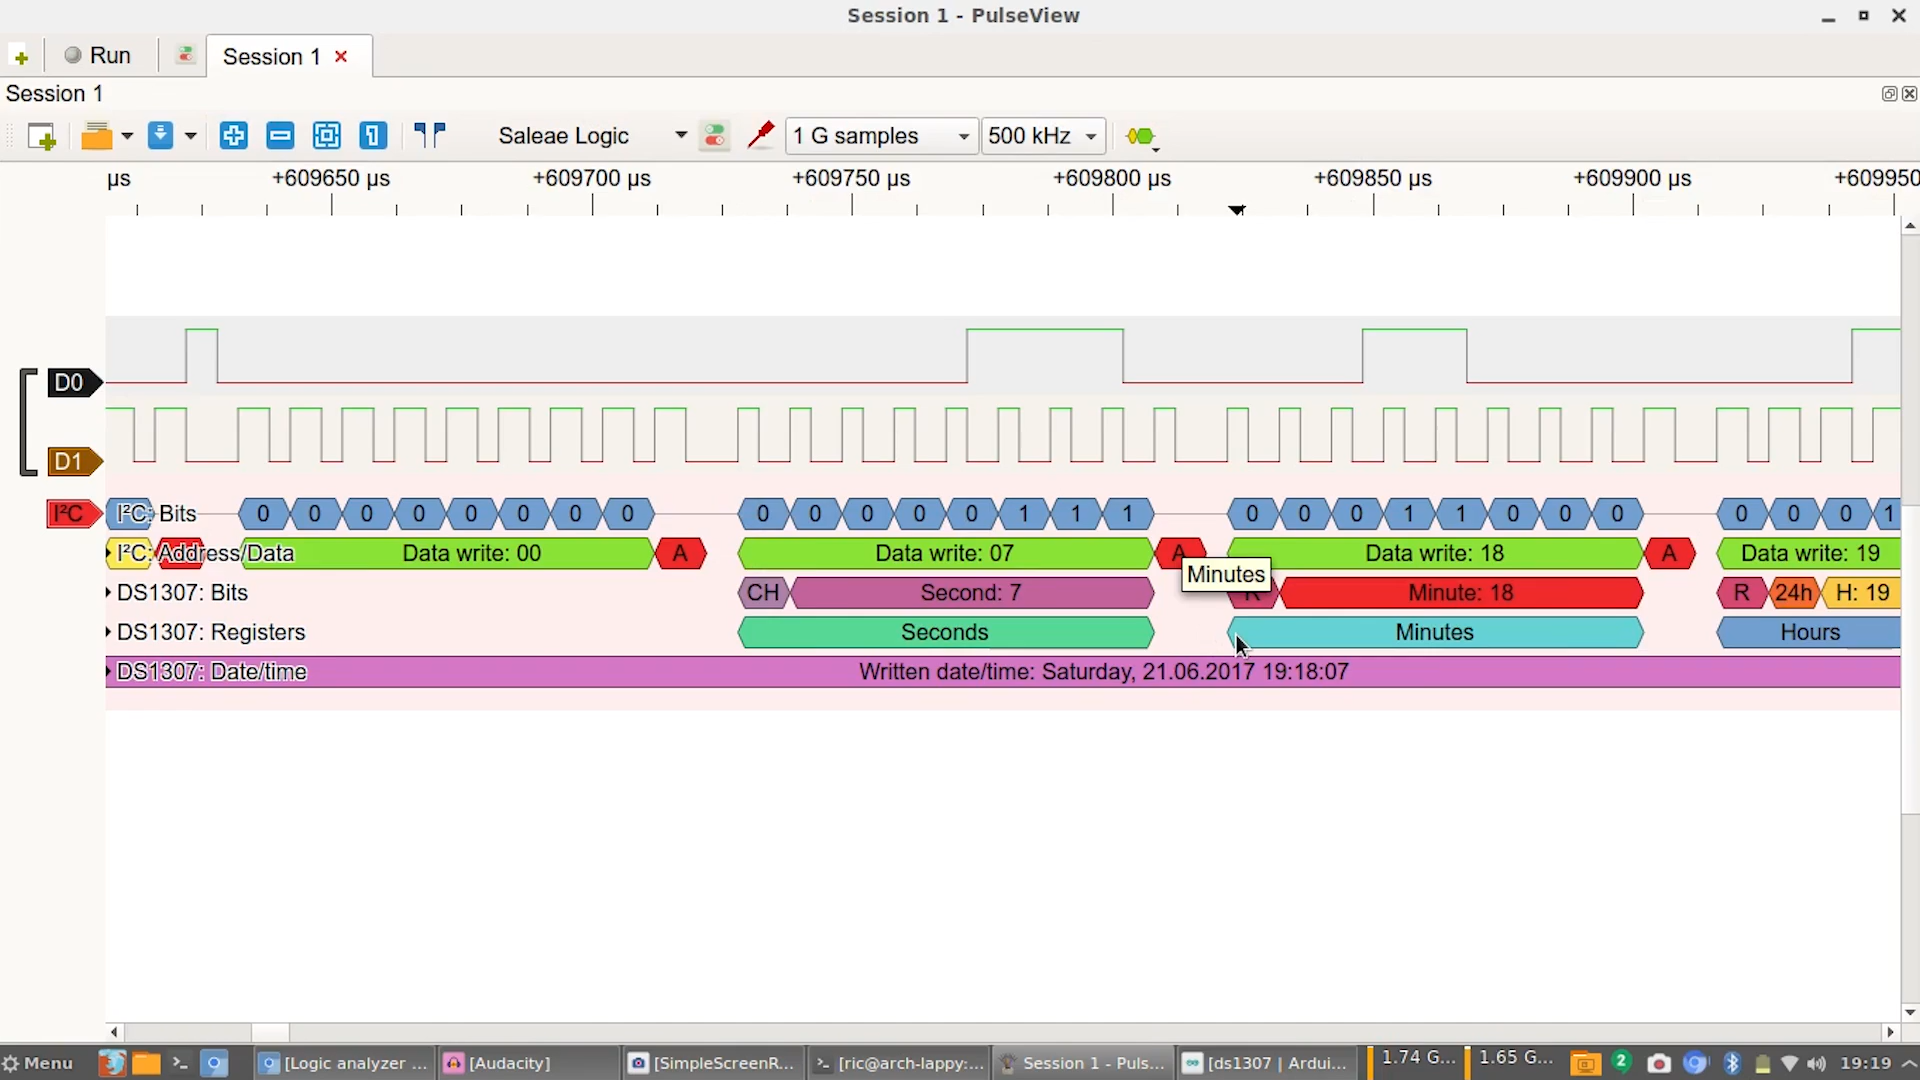 Session 1 - PulseView
Run
Session 1
Session 1
Saleae Logic
1 G samples
500 kHz
µs +609650 µs +609700 µs +609750 µs +609800 µs +609850 µs +609900 µs +609950
D0
D1
I²C I²C: Bits 0 0 0 0 0 0 0 0 0 0 0 0 0 1 1 1 0 0 0 1 1 0 0 0 0 0 0 1
I²C: Address/Data Data write: 00 A Data write: 07 A Data write: 18 A Data write: 19
Minutes
DS1307: Bits CH Second: 7 R Minute: 18 R 24h H: 19
DS1307: Registers Seconds Minutes Hours
DS1307: Date/time Written date/time: Saturday, 21.06.2017 19:18:07
Menu [Logic analyzer ... [Audacity] [SimpleScreenR... [ric@arch-lappy:... Session 1 - Puls... [ds1307 | Ardui... 1.74 G... 1.65 G... 2 19:19